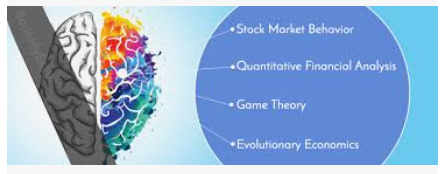 Stock Market Behavior
Quantitative Financial Analysis
Game Theory
Evolutionary Economics